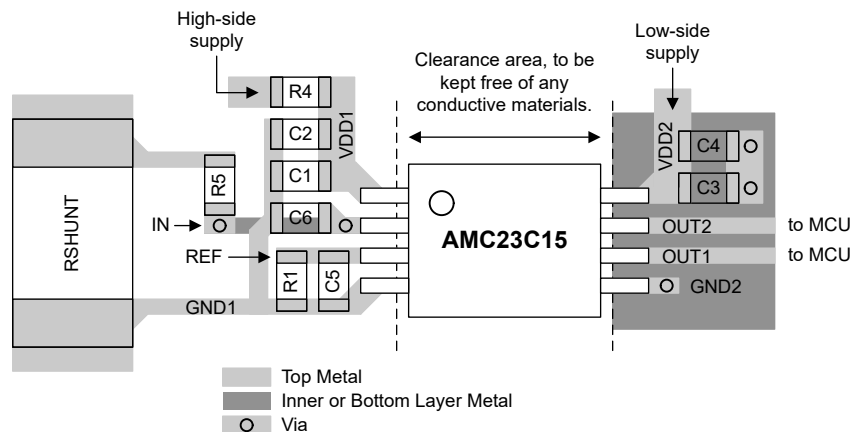 High-side
supply
Low-side
supply
Clearance area, to be
kept free of any
conductive materials.
R4
C2
C1
C6
VDD1
R5
IN
REF
RSHUNT
GND1
R1
C5
AMC23C15
VDD2
C4
C3
OUT2
to MCU
OUT1
to MCU
GND2
Top Metal
Inner or Bottom Layer Metal
Via